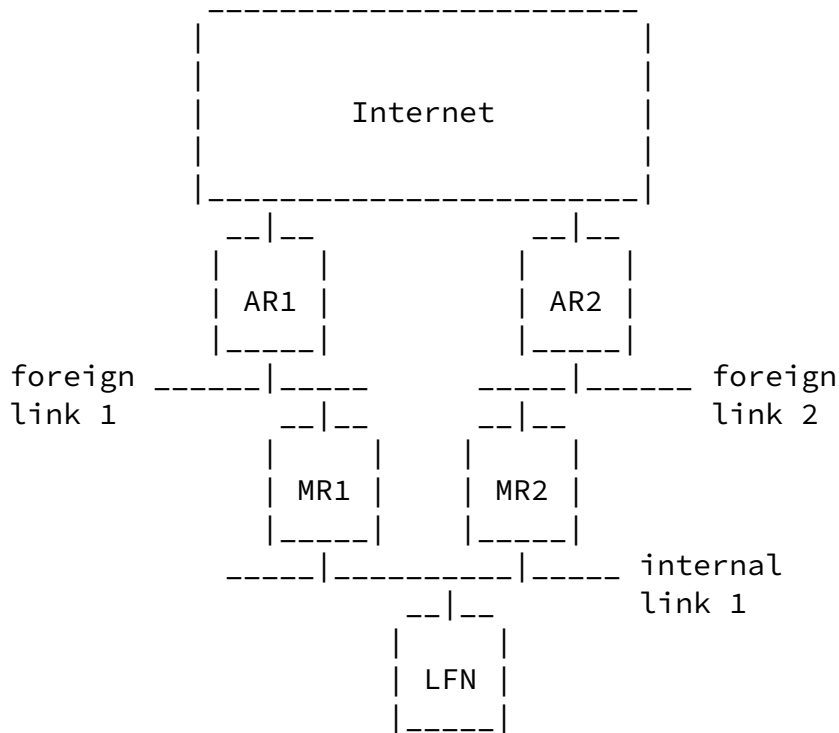 Internet
AR1 AR2
foreign foreign
link 1 link 2
MR1 MR2
internal
link 1
LFN